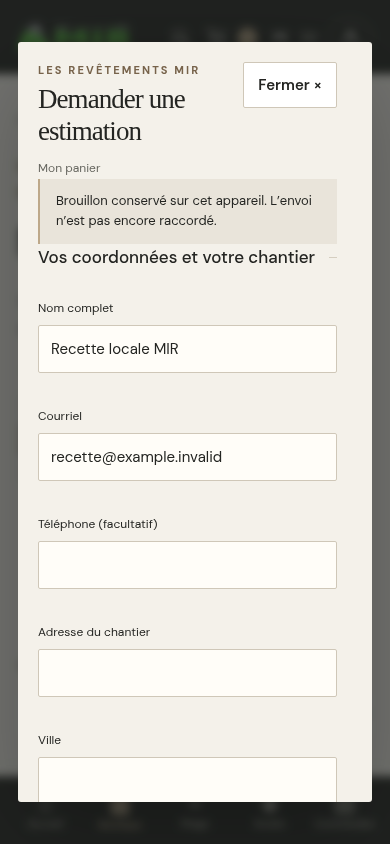 LES REVÊTEMENTS MIR
Demander une
estimation
Fermer ×
Mon panier
Brouillon conservé sur cet appareil. L’envoi
n’est pas encore raccordé.
Vos coordonnées et votre chantier
Nom complet
Recette locale MIR
Courriel
recette@example.invalid
Téléphone (facultatif)
Adresse du chantier
Ville